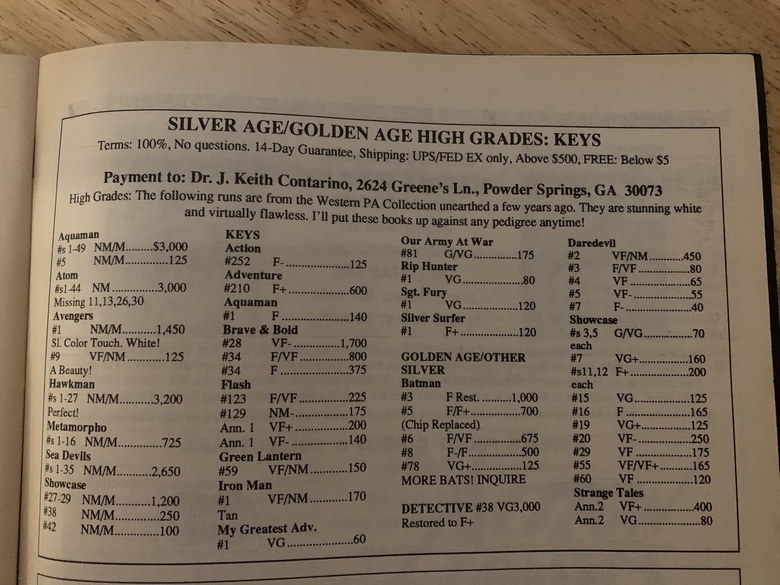 SILVER AGE/GOLDEN AGE HIGH GRADES: KEYS
Terms: 100%, No questions. 14-Day Guarantee, Shipping: UPS/FED EX only, Above $500, FREE: Below $5
Payment to: Dr. J. Keith Contarino, 2624 Greene's Ln., Powder Springs, GA 30073
High Grades: The following runs are from the Western PA Collection unearthed a few years ago. They are stunning white
and virtually flawless. I'll put these books up against any pedigree anytime!
Aquaman
#s 1-49 NM/M.........$3,000
#5 NM/M.............125
Atom
#s1-44 NM............3,000
Missing 11,13,26,30
Avengers
#1 NM/M...........1,450
Sl. Color Touch. White!
#9 VF/NM...........125
A Beauty!
Hawkman
#s 1-27 NM/M..........3,200
Perfect!
Metamorpho
#s 1-16 NM/M.............725
Sea Devils
#s 1-35 NM/M..........2,650
Showcase
#27-29 NM/M...........1,200
#38 NM/M..............250
#42 NM/M..............100
KEYS
Action
#252 F-....................125
Adventure
#210 F+...................600
Aquaman
#1 F .....................140
Brave & Bold
#28 VF-..............1,700
#34 F/VF ..............800
#34 F .....................375
Flash
#123 F/VF ..............225
#129 NM-................175
Ann. 1 VF+.................200
Ann. 1 VF-..................140
Green Lantern
#59 VF/NM...........150
Iron Man
#1 VF/NM...........170
Tan
My Greatest Adv.
#1 VG.....................60
Our Army At War
#81 G/VG...............175
Rip Hunter
#1 VG.....................80
Sgt. Fury
#1 VG...................120
Silver Surfer
#1 F+....................120
GOLDEN AGE/OTHER
SILVER
Batman
#3 F Rest. ..........1,000
#5 F/F+.................700
(Chip Replaced)
#6 F/VF ...............675
#8 F-/F..................500
#78 VG+.................125
MORE BATS! INQUIRE
DETECTIVE #38 VG3,000
Restored to F+
Daredevil
#2 VF/NM...........450
#3 F/VF .................80
#4 VF .....................65
#5 VF-....................55
#7 F-.......................40
Showcase
#s 3,5 G/VG................70
each
#7 VG+.................160
#s11,12 F+...................200
each
#15 VG...................125
#16 F .....................165
#19 VG+.................125
#20 VF-..................250
#29 VF ...................175
#55 VF/VF+...........165
#60 VF ...................120
Strange Tales
Ann.2 VF+.................400
Ann.2 VG.....................80